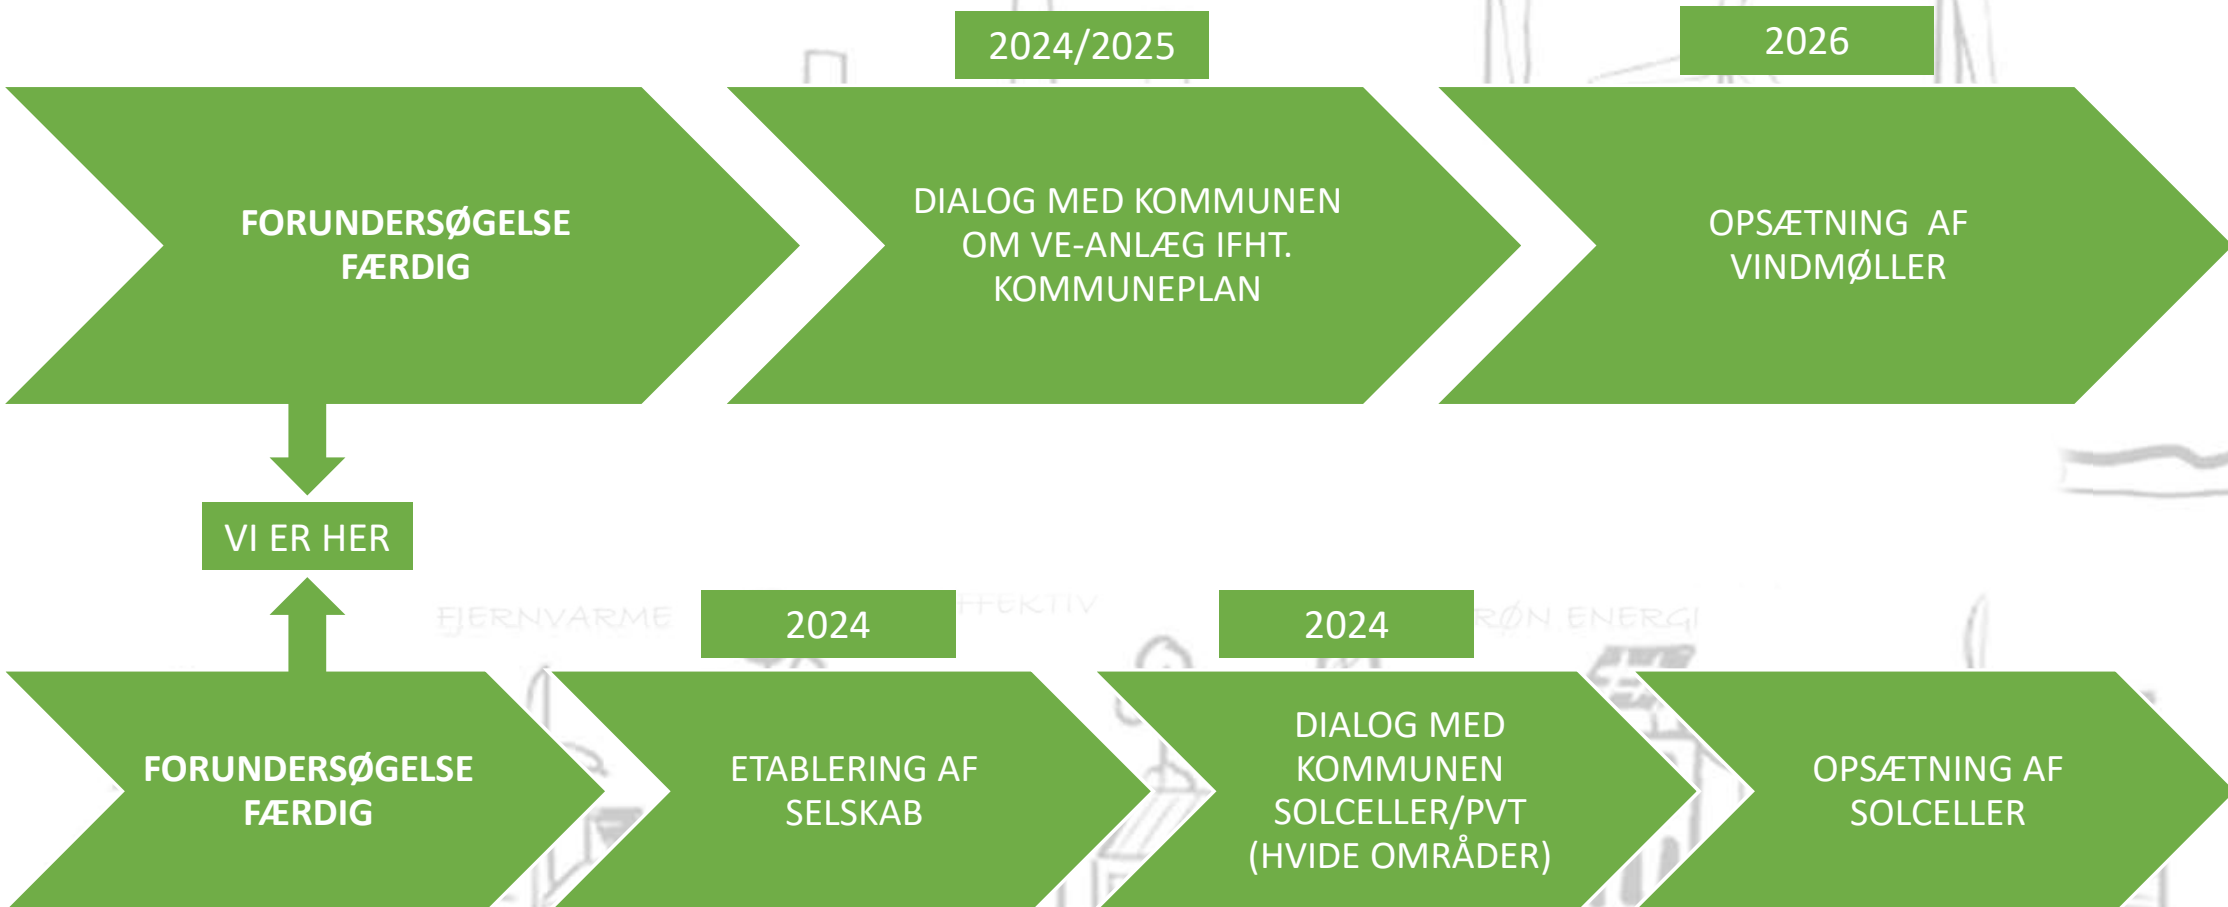 2024/2025
2026
FORUNDERSØGELSE
FÆRDIG
DIALOG MED KOMMUNEN
OM VE-ANLÆG IFHT.
KOMMUNEPLAN
OPSÆTNING AF
VINDMØLLER
VI ER HER
FJERNVARME
2024
2024
FORUNDERSØGELSE
FÆRDIG
ETABLERING AF
SELSKAB
DIALOG MED
KOMMUNEN
SOLCELLER/PVT
(HVIDE OMRÅDER)
OPSÆTNING AF
SOLCELLER
ENERGI